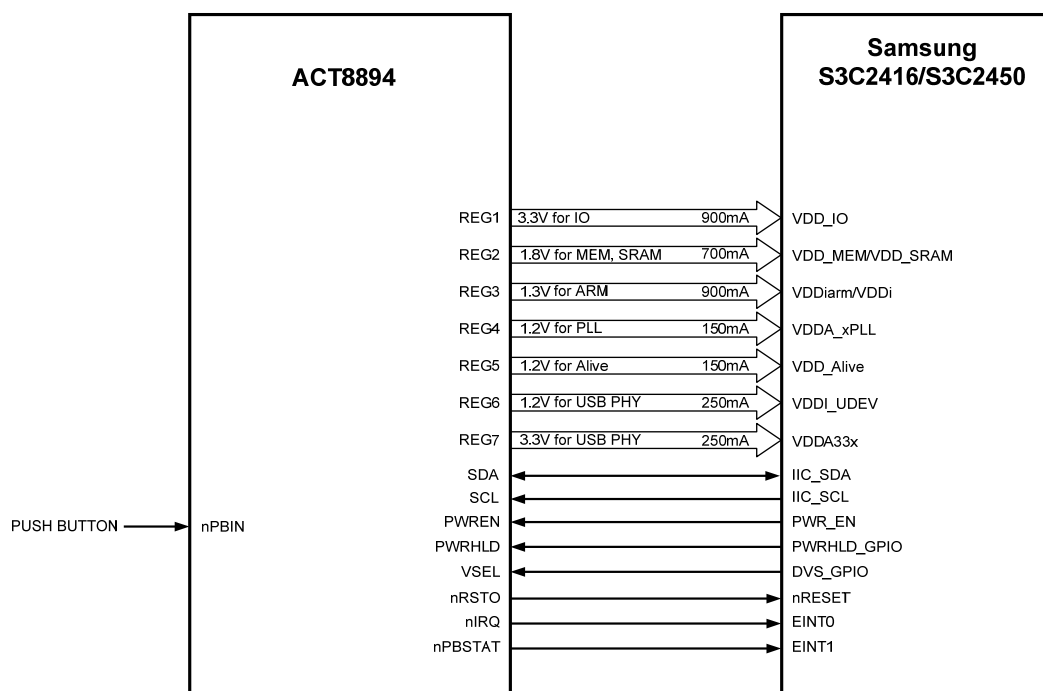 ACT8894
Samsung
S3C2416/S3C2450
REG1 3.3V for IO 900mA VDD_IO
REG2 1.8V for MEM, SRAM 700mA VDD_MEM/VDD_SRAM
REG3 1.3V for ARM 900mA VDDiarm/VDDi
REG4 1.2V for PLL 150mA VDDA_xPLL
REG5 1.2V for Alive 150mA VDD_Alive
REG6 1.2V for USB PHY 250mA VDDI_UDEV
REG7 3.3V for USB PHY 250mA VDDA33x
SDA IIC_SDA
SCL IIC_SCL
PUSH BUTTON nPBIN PWREN PWR_EN
PWRHLD PWRHLD_GPIO
VSEL DVS_GPIO
nRSTO nRESET
nIRQ EINT0
nPBSTAT EINT1